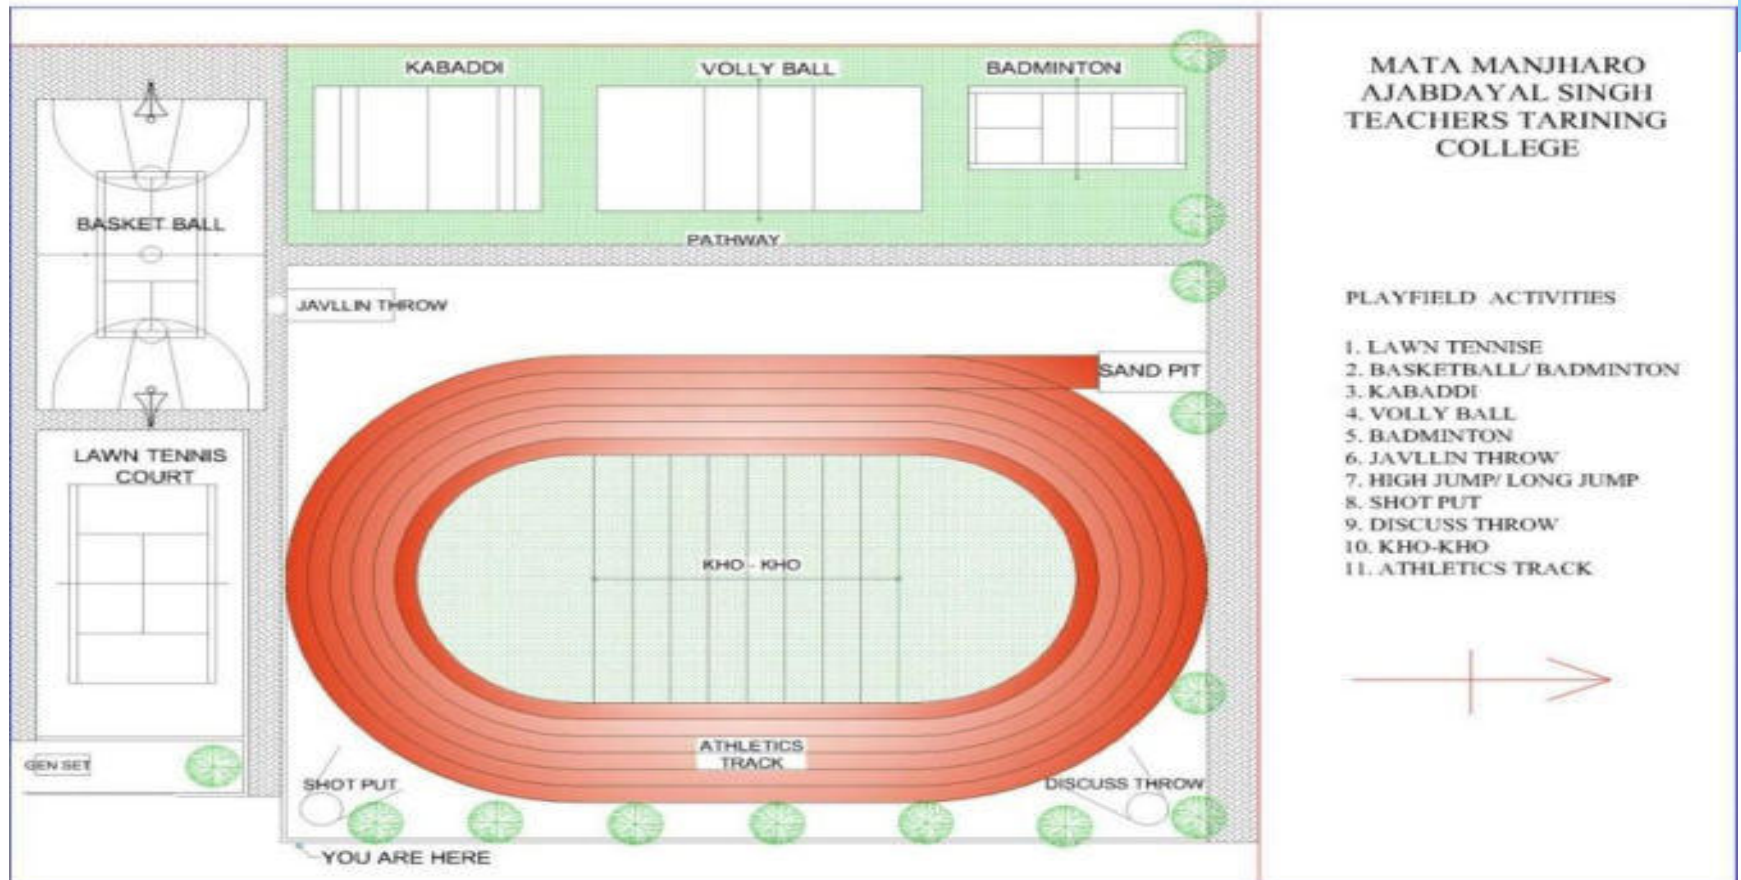 KABADDI
VOLLY BALL
BADMINTON
BASKET BALL
PATHWAY
JAVLLIN THROW
SAND PIT
LAWN TENNIS
COURT
KHO - KHO
ATHLETICS
TRACK
GEN SET
SHOT PUT
DISCUSS THROW
YOU ARE HERE
MATA MANJHARO
AJABDAYAL SINGH
TEACHERS TARINING
COLLEGE
PLAYFIELD ACTIVITIES
1. LAWN TENNISE
2. BASKETBALL/ BADMINTON
3. KABADDI
4. VOLLY BALL
5. BADMINTON
6. JAVLLIN THROW
7. HIGH JUMP/ LONG JUMP
8. SHOT PUT
9. DISCUSS THROW
10. KHO-KHO
11. ATHLETICS TRACK